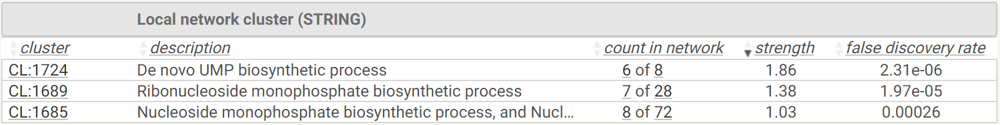 Local network cluster (STRING)
cluster description count in network strength false discovery rate
CL:1724 De novo UMP biosynthetic process 6 of 8 1.86 2.31e-06
CL:1689 Ribonucleoside monophosphate biosynthetic process 7 of 28 1.38 1.97e-05
CL:1685 Nucleoside monophosphate biosynthetic process, and Nucl... 8 of 72 1.03 0.00026